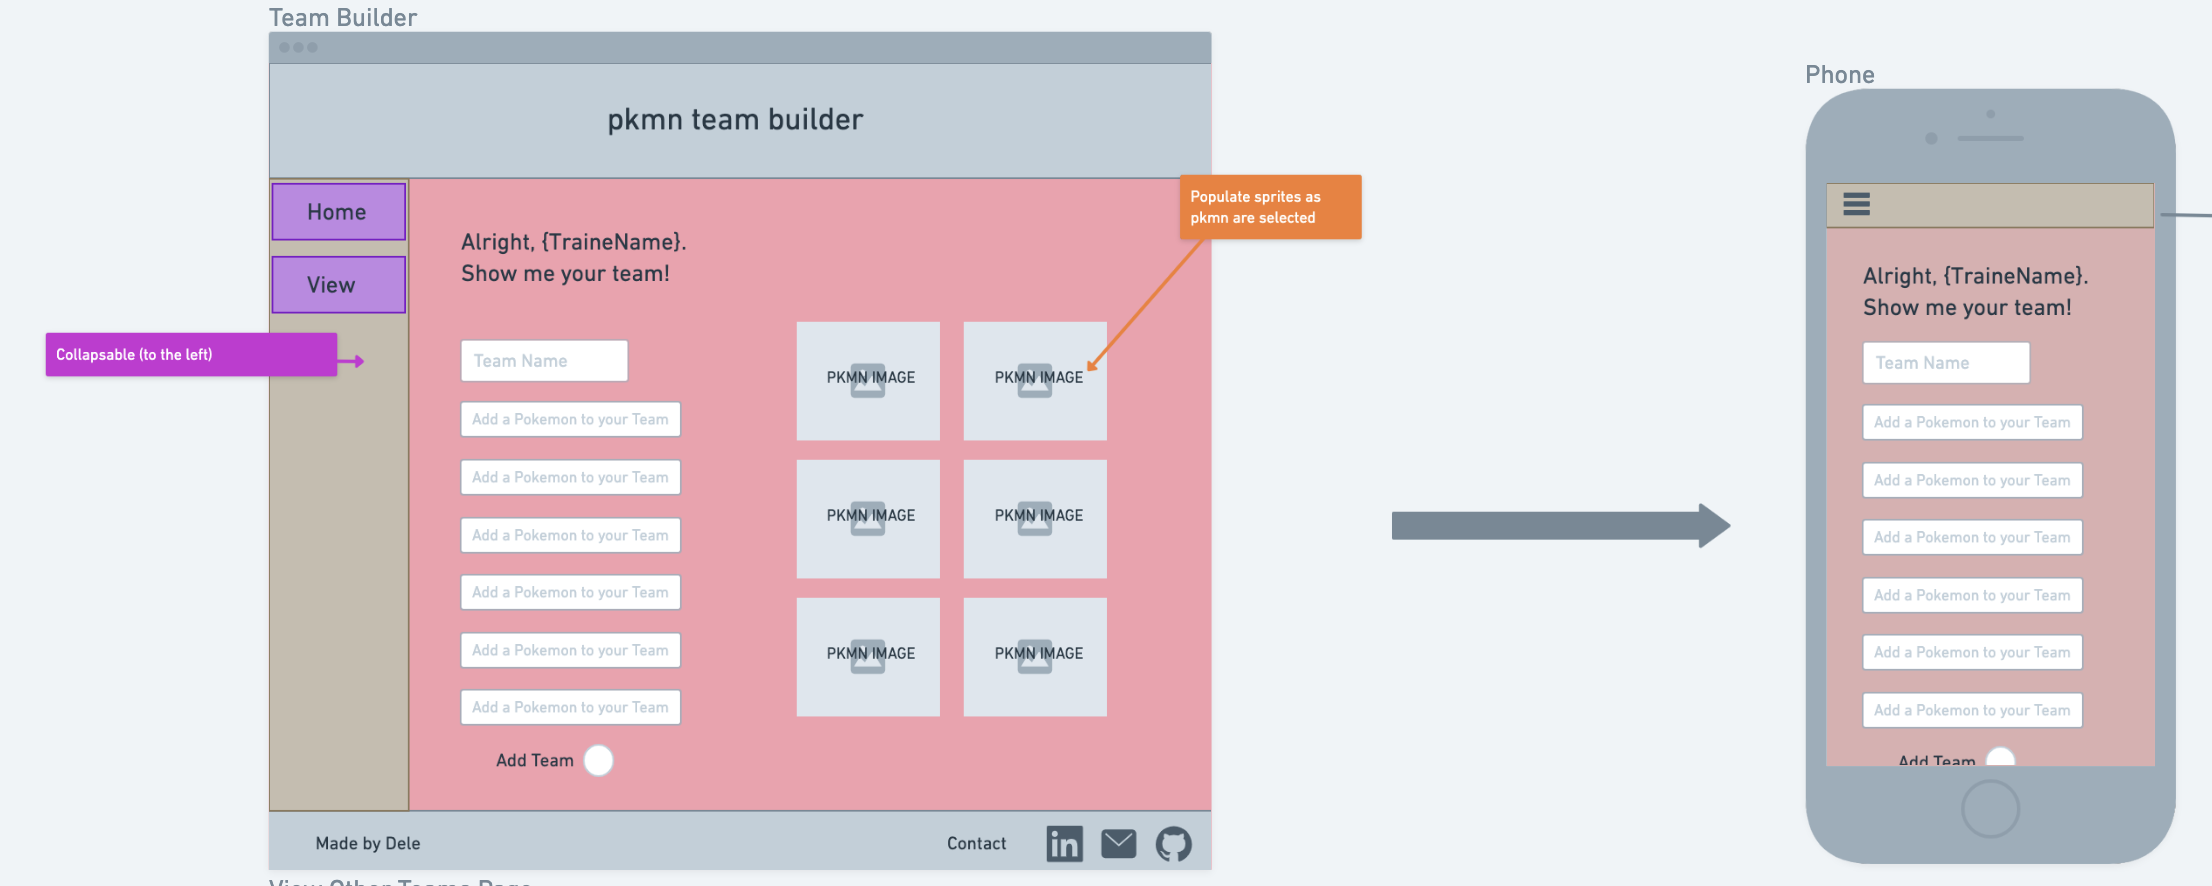 Team Builder
pkmn team builder
Home
View
Collapsable (to the left)
Alright, {TraineName}.
Show me your team!
Populate sprites as
pkmn are selected
Team Name
Add a Pokemon to your Team
Add a Pokemon to your Team
Add a Pokemon to your Team
Add a Pokemon to your Team
Add a Pokemon to your Team
Add a Pokemon to your Team
Add Team
PKMN IMAGE
PKMN IMAGE
PKMN IMAGE
PKMN IMAGE
PKMN IMAGE
PKMN IMAGE
Made by Dele
Contact
in
View Other Teams Page
Phone
Alright, {TraineName}.
Show me your team!
Team Name
Add a Pokemon to your Team
Add a Pokemon to your Team
Add a Pokemon to your Team
Add a Pokemon to your Team
Add a Pokemon to your Team
Add a Pokemon to your Team
Add Team